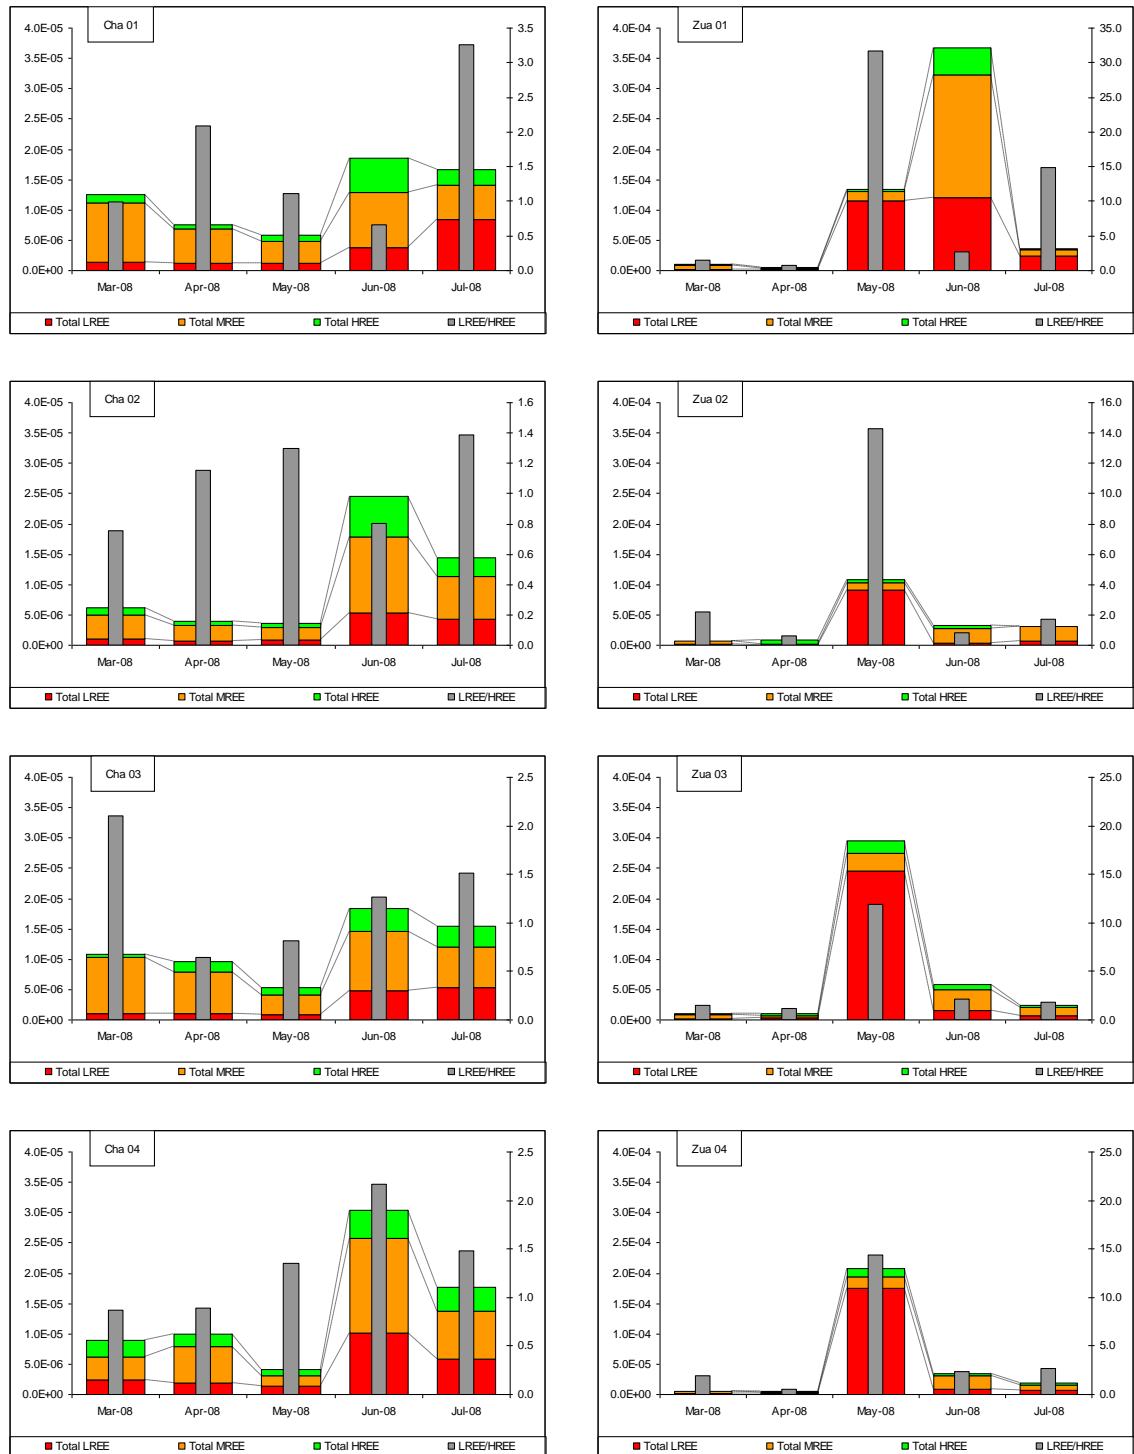 Cha 01
4.0E-05
3.5E-05
3.0E-05
2.5E-05
2.0E-05
1.5E-05
1.0E-05
5.0E-06
0.0E+00
3.5
3.0
2.5
2.0
1.5
1.0
0.5
0.0
Mar-08 Apr-08 May-08 Jun-08 Jul-08
Total LREE Total MREE Total HREE LREE/HREE
Zua 01
4.0E-04
3.5E-04
3.0E-04
2.5E-04
2.0E-04
1.5E-04
1.0E-04
5.0E-05
0.0E+00
35.0
30.0
25.0
20.0
15.0
10.0
5.0
0.0
Mar-08 Apr-08 May-08 Jun-08 Jul-08
Total LREE Total MREE Total HREE LREE/HREE
Cha 02
4.0E-05
3.5E-05
3.0E-05
2.5E-05
2.0E-05
1.5E-05
1.0E-05
5.0E-06
0.0E+00
1.6
1.4
1.2
1.0
0.8
0.6
0.4
0.2
0.0
Mar-08 Apr-08 May-08 Jun-08 Jul-08
Total LREE Total MREE Total HREE LREE/HREE
Zua 02
4.0E-04
3.5E-04
3.0E-04
2.5E-04
2.0E-04
1.5E-04
1.0E-04
5.0E-05
0.0E+00
16.0
14.0
12.0
10.0
8.0
6.0
4.0
2.0
0.0
Mar-08 Apr-08 May-08 Jun-08 Jul-08
Total LREE Total MREE Total HREE LREE/HREE
Cha 03
4.0E-05
3.5E-05
3.0E-05
2.5E-05
2.0E-05
1.5E-05
1.0E-05
5.0E-06
0.0E+00
2.5
2.0
1.5
1.0
0.5
0.0
Mar-08 Apr-08 May-08 Jun-08 Jul-08
Total LREE Total MREE Total HREE LREE/HREE
Zua 03
4.0E-04
3.5E-04
3.0E-04
2.5E-04
2.0E-04
1.5E-04
1.0E-04
5.0E-05
0.0E+00
25.0
20.0
15.0
10.0
5.0
0.0
Mar-08 Apr-08 May-08 Jun-08 Jul-08
Total LREE Total MREE Total HREE LREE/HREE
Cha 04
4.0E-05
3.5E-05
3.0E-05
2.5E-05
2.0E-05
1.5E-05
1.0E-05
5.0E-06
0.0E+00
2.5
2.0
1.5
1.0
0.5
0.0
Mar-08 Apr-08 May-08 Jun-08 Jul-08
Total LREE Total MREE Total HREE LREE/HREE
Zua 04
4.0E-04
3.5E-04
3.0E-04
2.5E-04
2.0E-04
1.5E-04
1.0E-04
5.0E-05
0.0E+00
25.0
20.0
15.0
10.0
5.0
0.0
Mar-08 Apr-08 May-08 Jun-08 Jul-08
Total LREE Total MREE Total HREE LREE/HREE